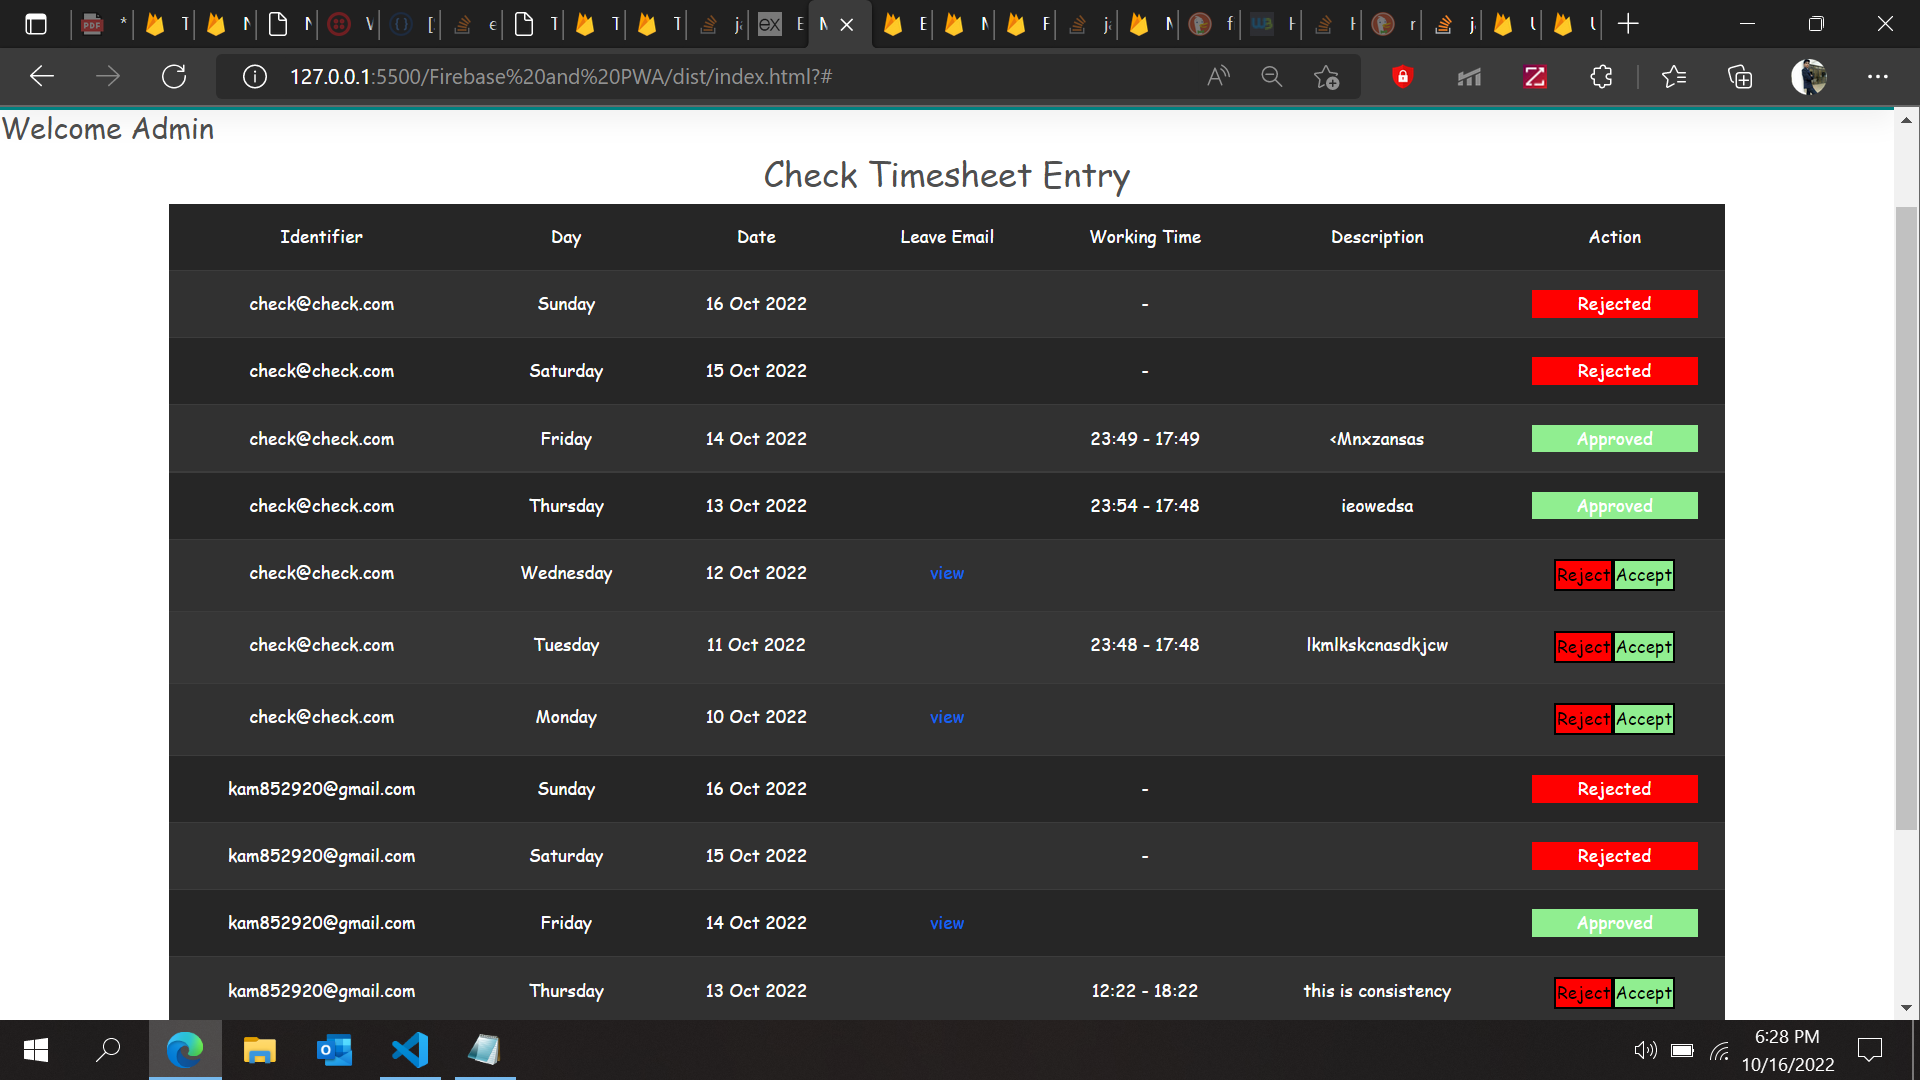 127.0.0.1:5500/Firebase%20and%20PWA/dist/index.html?#
Welcome Admin
Check Timesheet Entry
Identifier Day Date Leave Email Working Time Description Action
check@check.com Sunday 16 Oct 2022 - Rejected
check@check.com Saturday 15 Oct 2022 - Rejected
check@check.com Friday 14 Oct 2022 23:49 - 17:49 <Mnxzansas Approved
check@check.com Thursday 13 Oct 2022 23:54 - 17:48 ieowedsa Approved
check@check.com Wednesday 12 Oct 2022 view Reject Accept
check@check.com Tuesday 11 Oct 2022 23:48 - 17:48 lkmlkskcnasdkjcw Reject Accept
check@check.com Monday 10 Oct 2022 view Reject Accept
kam852920@gmail.com Sunday 16 Oct 2022 - Rejected
kam852920@gmail.com Saturday 15 Oct 2022 - Rejected
kam852920@gmail.com Friday 14 Oct 2022 view Approved
kam852920@gmail.com Thursday 13 Oct 2022 12:22 - 18:22 this is consistency Reject Accept
6:28 PM
10/16/2022